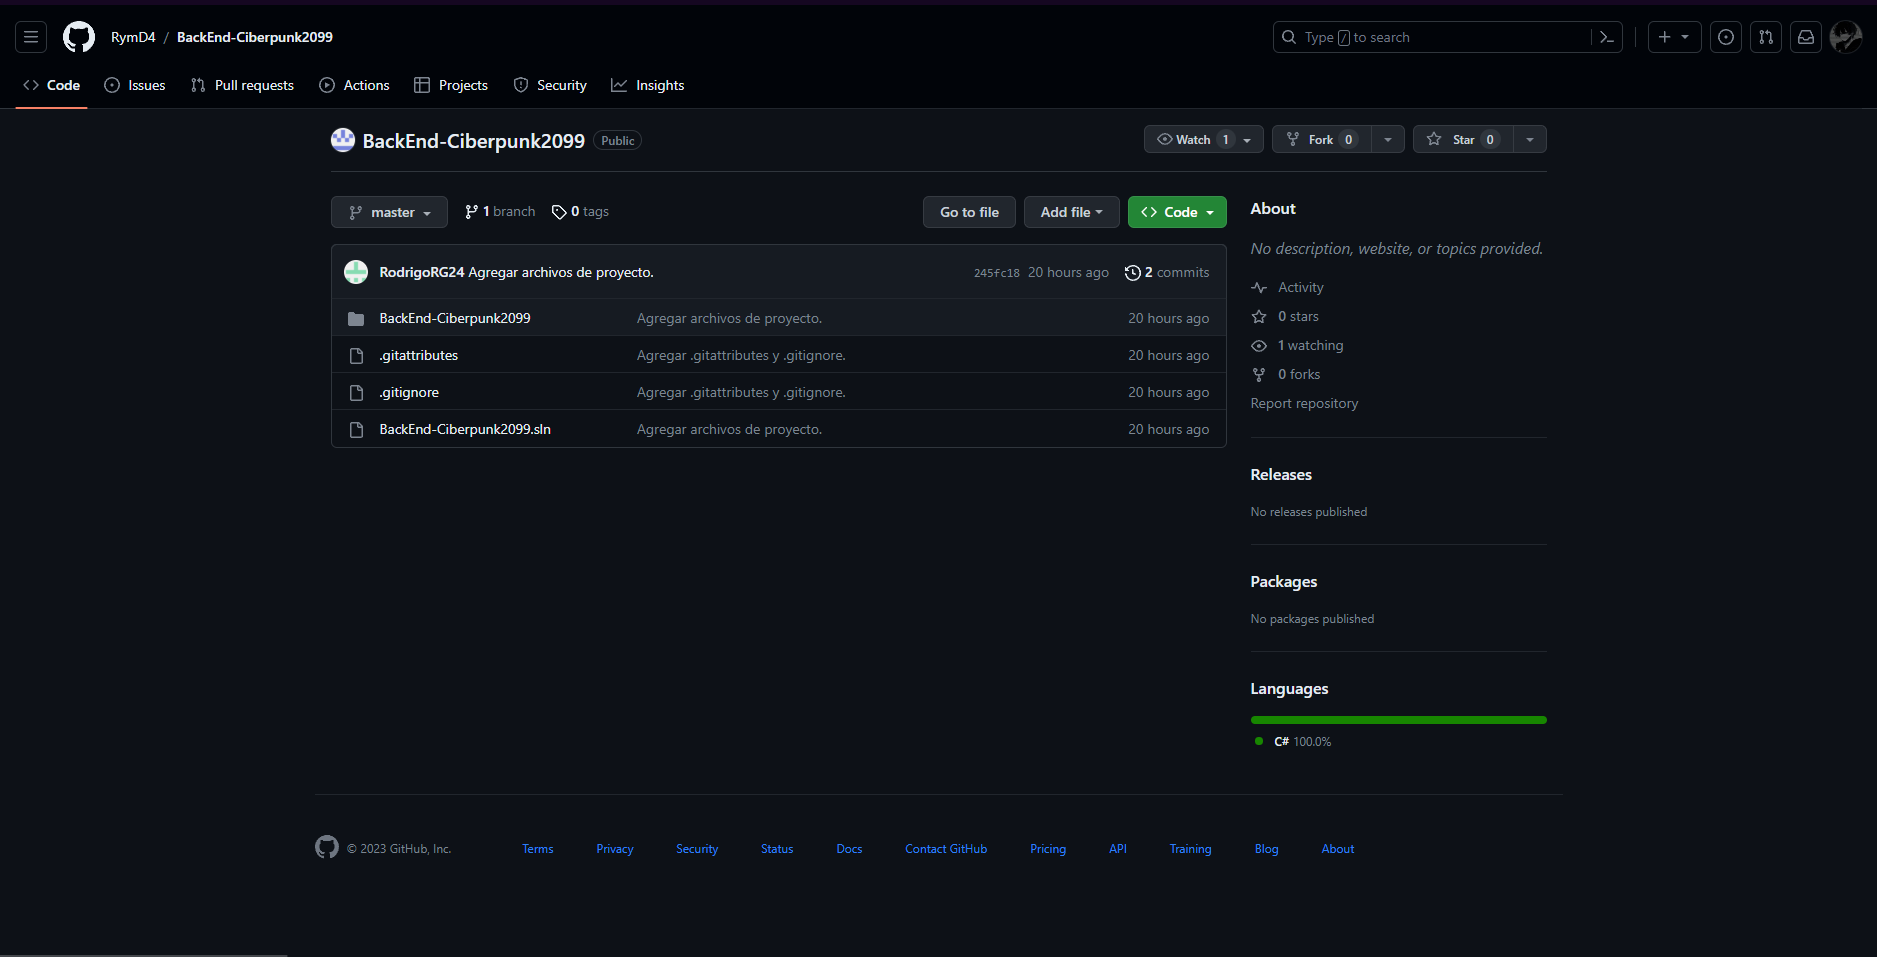 RymD4 / BackEnd-Ciberpunk2099
Type / to search
Code Issues Pull requests Actions Projects Security Insights
BackEnd-Ciberpunk2099 Public
Watch 1 Fork 0 Star 0
master 1 branch 0 tags Go to file Add file Code
RodrigoRG24 Agregar archivos de proyecto. 245fc18 20 hours ago 2 commits
BackEnd-Ciberpunk2099 Agregar archivos de proyecto. 20 hours ago
.gitattributes Agregar .gitattributes y .gitignore. 20 hours ago
.gitignore Agregar .gitattributes y .gitignore. 20 hours ago
BackEnd-Ciberpunk2099.sln Agregar archivos de proyecto. 20 hours ago
About
No description, website, or topics provided.
Activity
0 stars
1 watching
0 forks
Report repository
Releases
No releases published
Packages
No packages published
Languages
C# 100.0%
© 2023 GitHub, Inc. Terms Privacy Security Status Docs Contact GitHub Pricing API Training Blog About